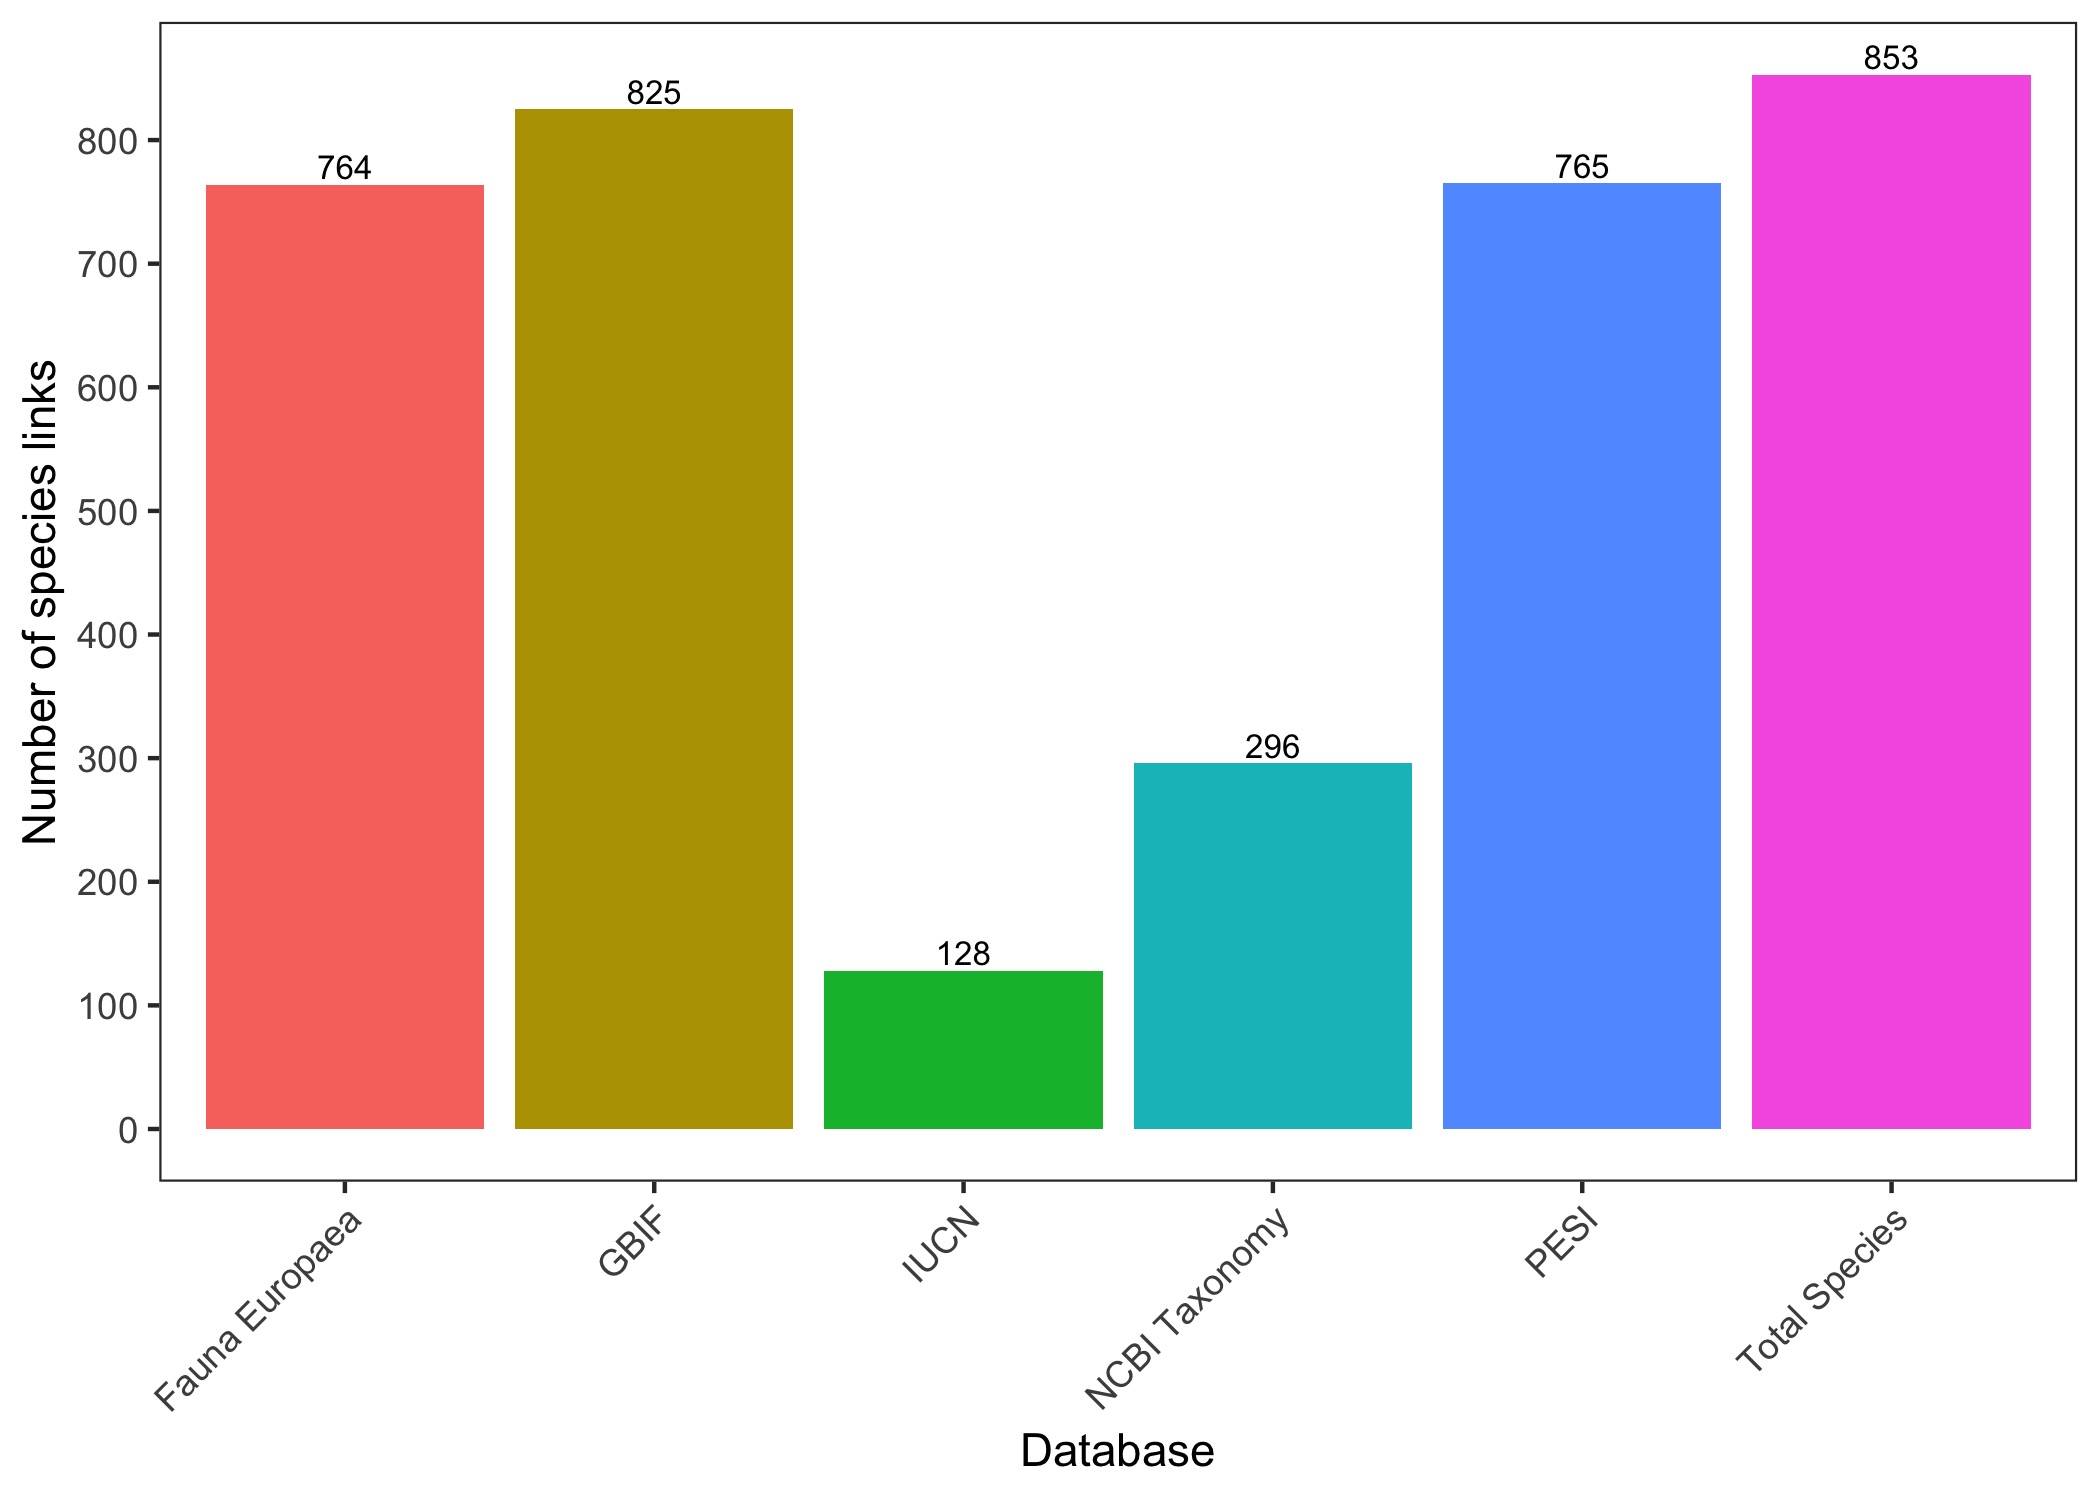 Number of species links
800
700
600
500
400
300
200
100
0
764
825
128
296
765
853
Fauna Europaea
GBIF
IUCN
NCBI Taxonomy
PESI
Total Species
Database